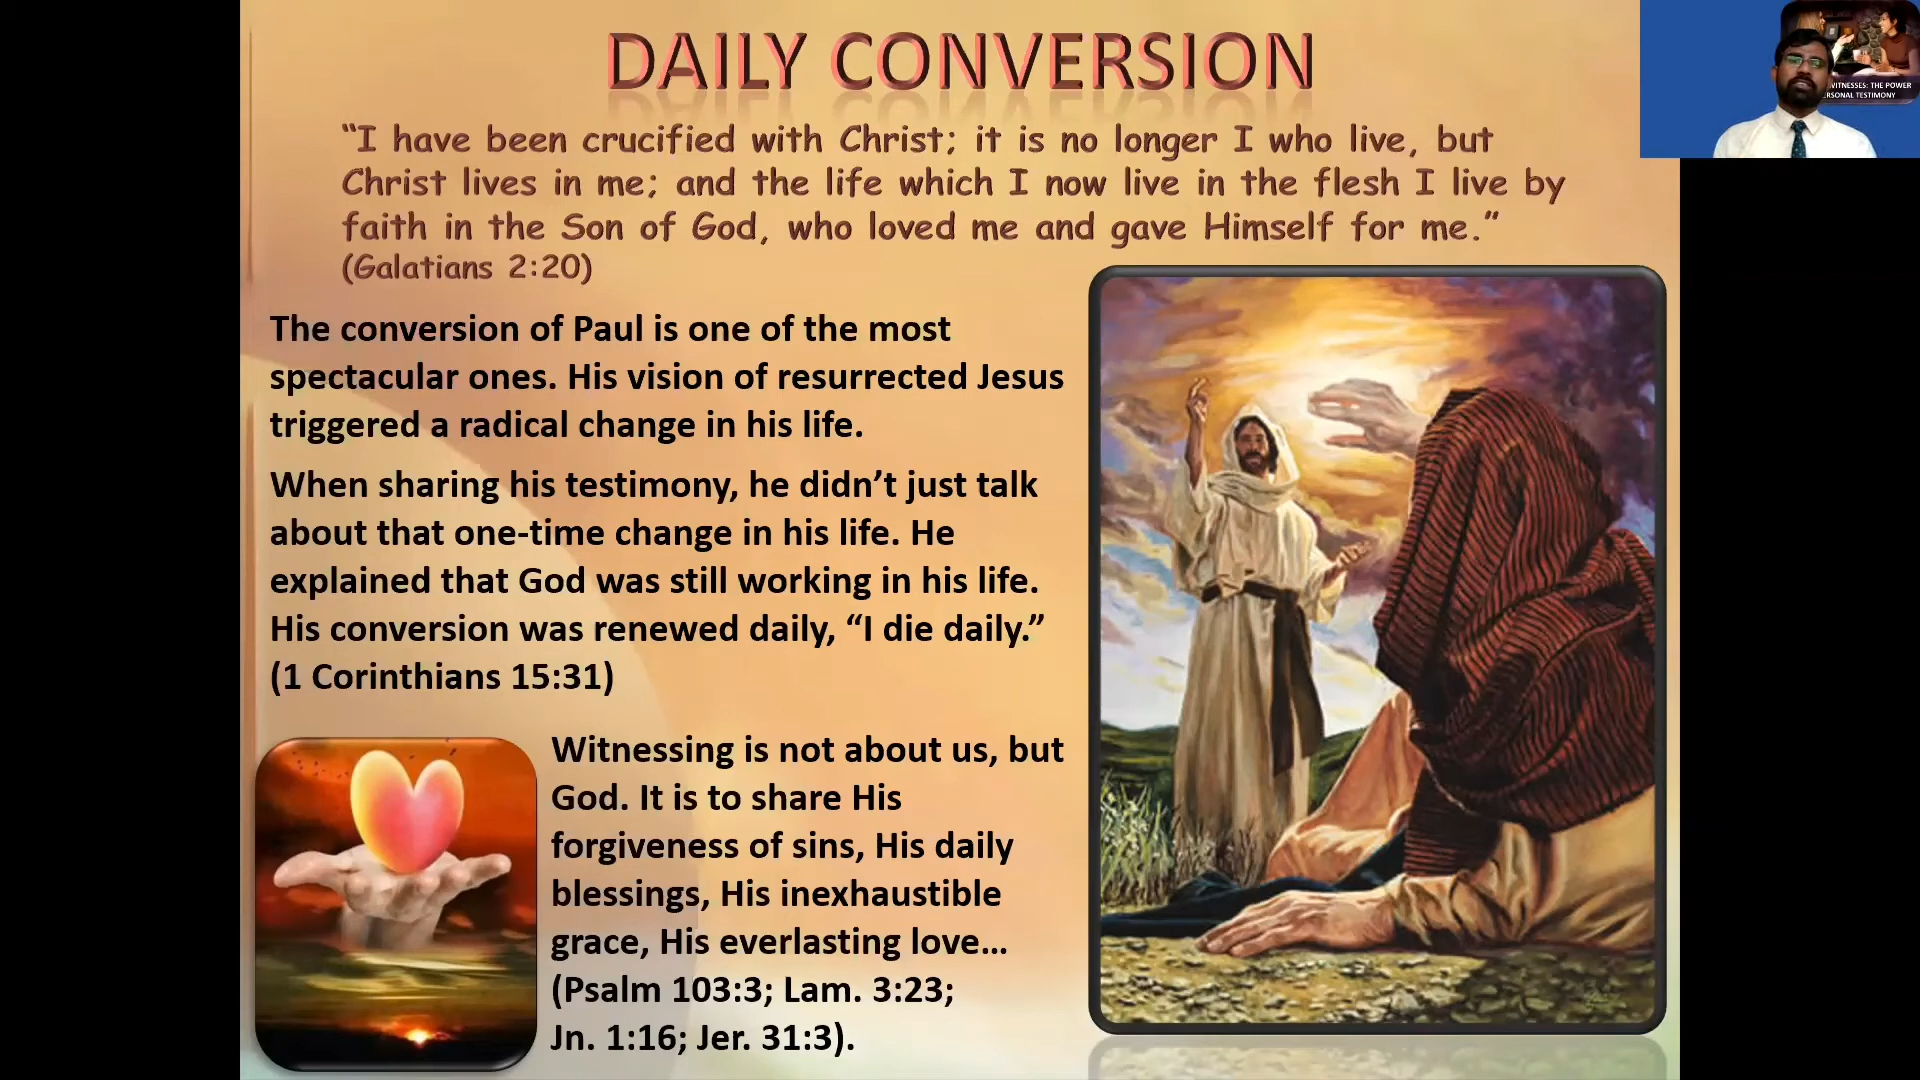 DAILY CONVERSION
“I have been crucified with Christ; it is no longer I who live, but
Christ lives in me; and the life which I now live in the flesh I live by
faith in the Son of God, who loved me and gave Himself for me.”
(Galatians 2:20)
The conversion of Paul is one of the most
spectacular ones. His vision of resurrected Jesus
triggered a radical change in his life.
When sharing his testimony, he didn’t just talk
about that one-time change in his life. He
explained that God was still working in his life.
His conversion was renewed daily, “I die daily.”
(1 Corinthians 15:31)
Witnessing is not about us, but
God. It is to share His
forgiveness of sins, His daily
blessings, His inexhaustible
grace, His everlasting love…
(Psalm 103:3; Lam. 3:23;
Jn. 1:16; Jer. 31:3).
WITNESSES: THE POWER
ERSONAL TESTIMONY